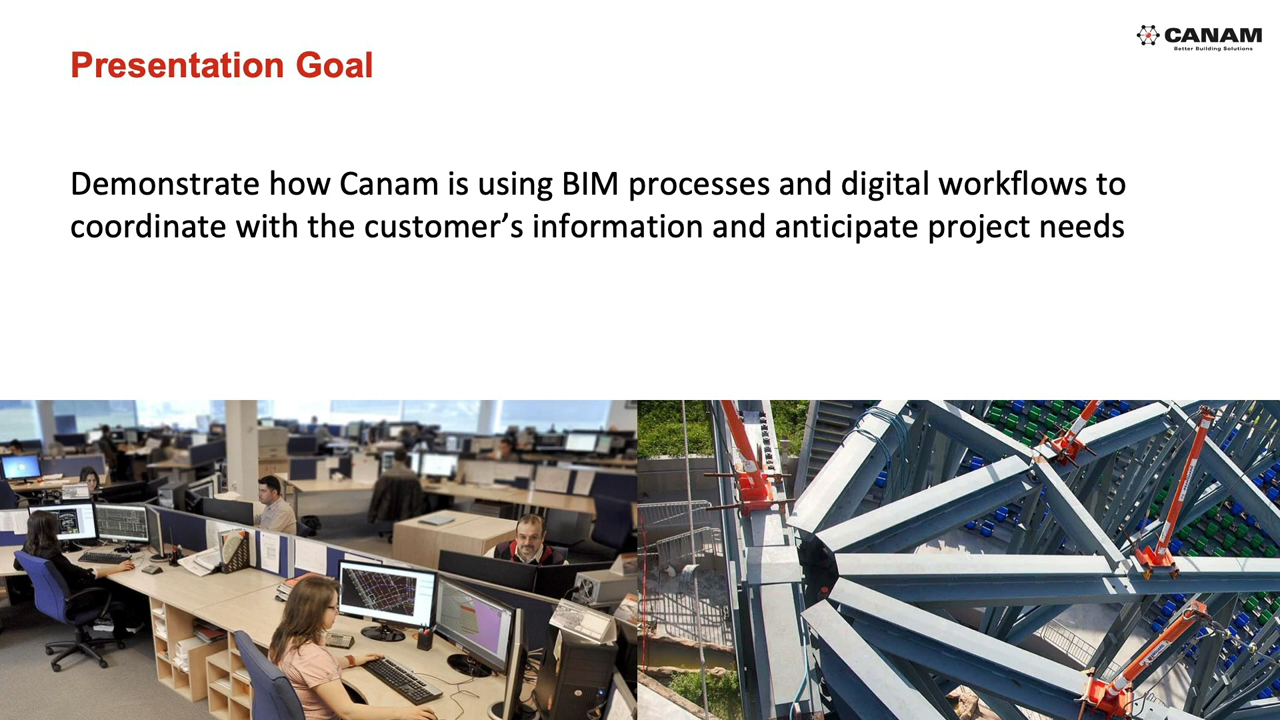 CANAM
Better Building Solutions
Presentation Goal
Demonstrate how Canam is using BIM processes and digital workflows to
coordinate with the customer’s information and anticipate project needs